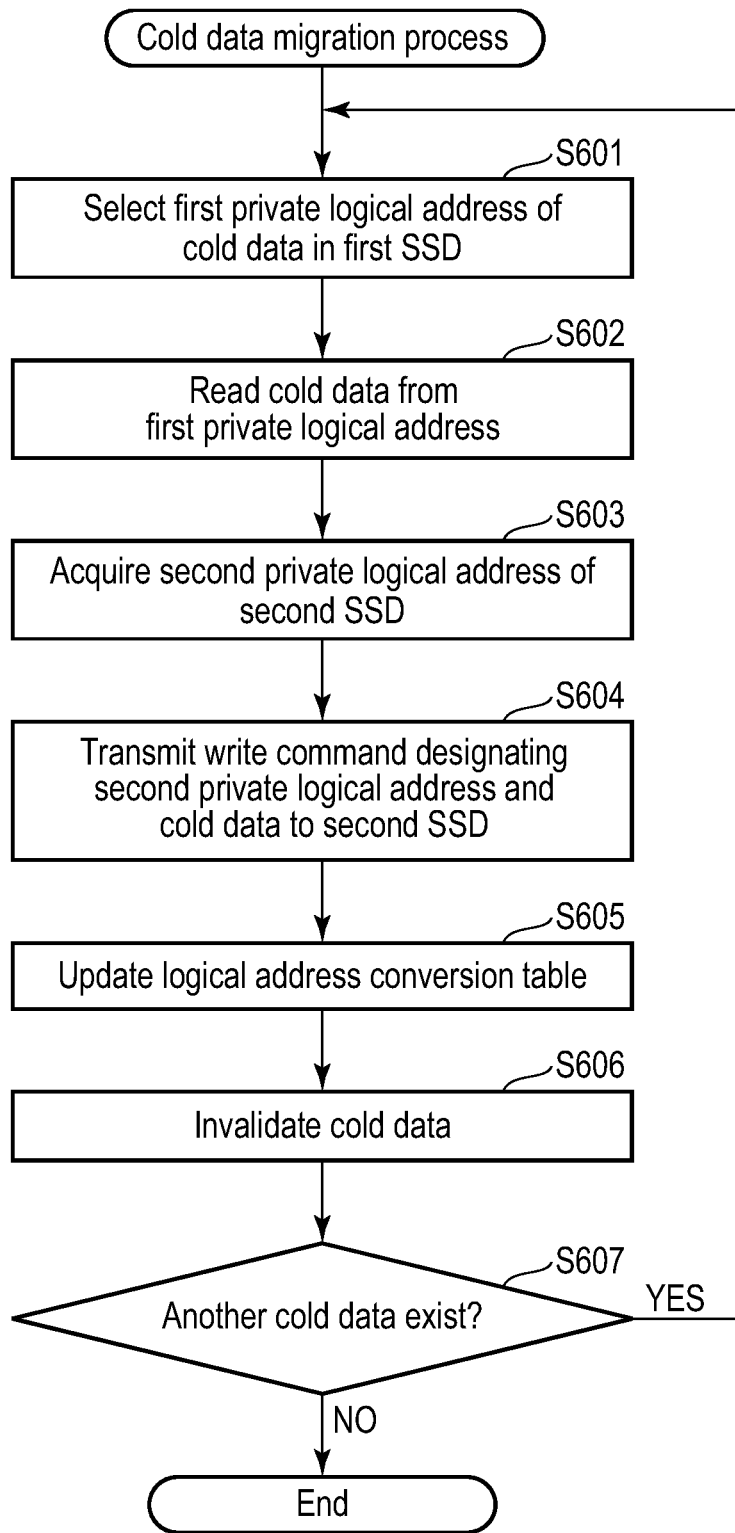 Cold data migration process
S601
Select first private logical address of
cold data in first SSD
S602
Read cold data from
first private logical address
S603
Acquire second private logical address of
second SSD
S604
Transmit write command designating
second private logical address and
cold data to second SSD
S605
Update logical address conversion table
S606
Invalidate cold data
S607
Another cold data exist?
YES
NO
End